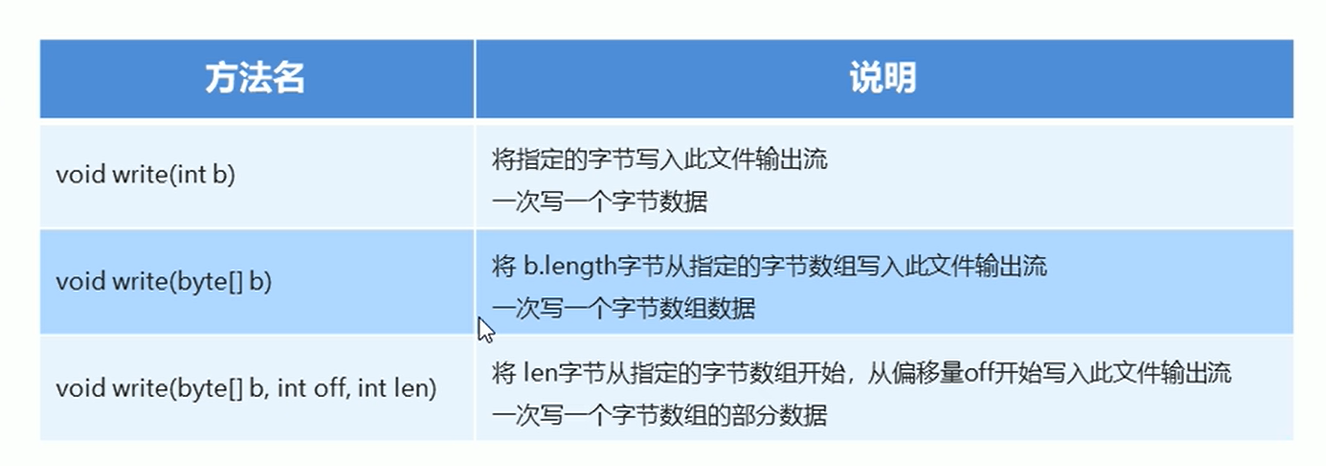 方法名
说明
void write(int b)
将指定的字节写入此文件输出流
一次写一个字节数据
void write(byte[] b)
将 b.length字节从指定的字节数组写入此文件输出流
一次写一个字节数组数据
void write(byte[] b, int off, int len)
将 len字节从指定的字节数组开始，从偏移量off开始写入此文件输出流
一次写一个字节数组的部分数据